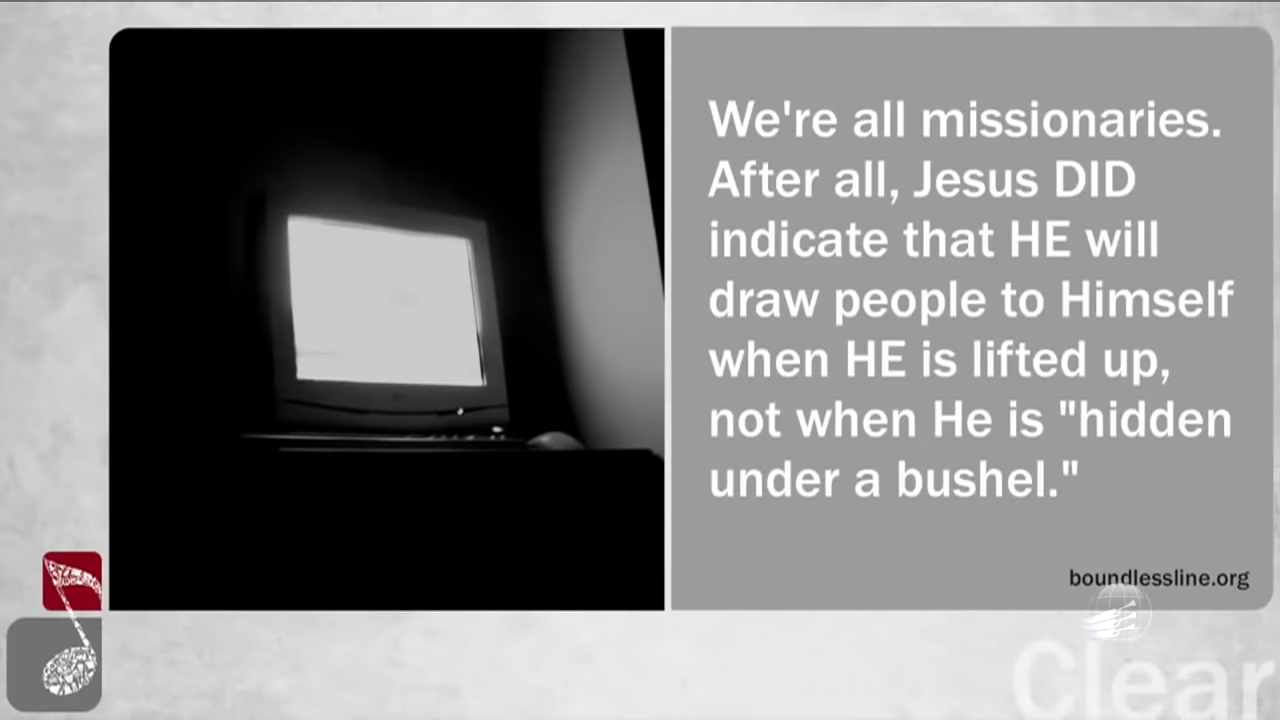 We're all missionaries.
After all, Jesus DID
indicate that HE will
draw people to Himself
when HE is lifted up,
not when He is "hidden
under a bushel."
boundlessline.org
Clear